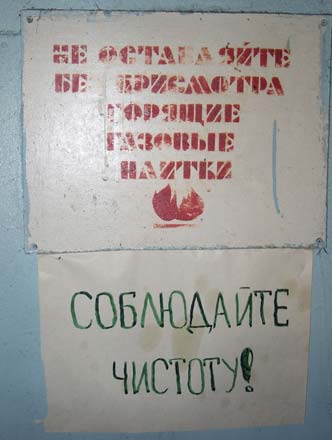 НЕ ОСТАВЛЯЙТЕ
БЕЗ ПРИСМОТРА
ГОРЯЩИЕ
ГАЗОВЫЕ
ПЛИТКИ
СОБЛЮДАЙТЕ
ЧИСТОТУ!